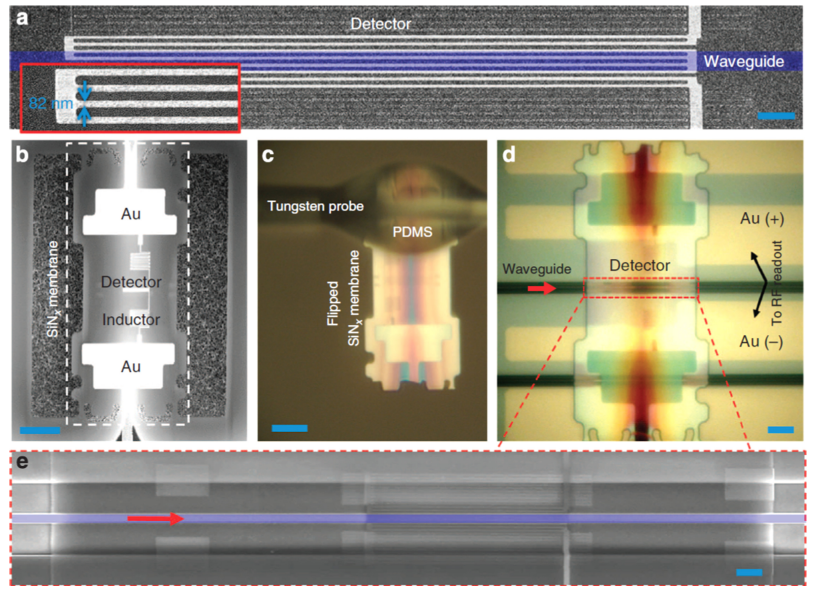 a
Detector
Waveguide
82 nm
b
Au
SiNx membrane
Detector
Inductor
Au
c
Tungsten probe
PDMS
Flipped
SiNx membrane
d
Au (+)
Waveguide
Detector
To RF readout
Au (–)
e